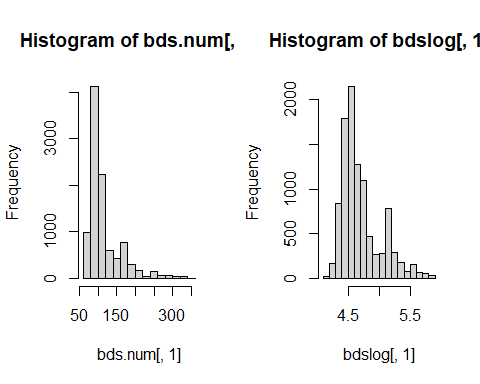 Histogram of bds.num[,
Frequency
0
1000
3000
50
150
300
bds.num[, 1]
Histogram of bdslog[, 1
Frequency
0
500
1000
2000
4.5
5.5
bdslog[, 1]